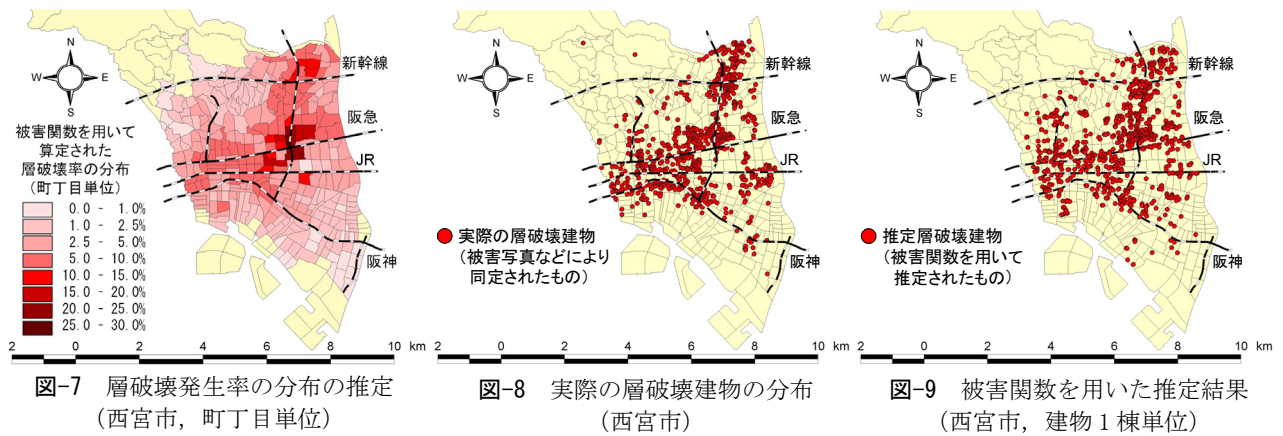 N
W
E
S
新幹線
阪急
JR
阪神
被害関数を用いて
算定された
層破壊率の分布
(町丁目単位)
0.0 - 1.0%
1.0 - 2.5%
2.5 - 5.0%
5.0 - 10.0%
10.0 - 15.0%
15.0 - 20.0%
20.0 - 25.0%
25.0 - 30.0%
2 0 2 4 6 8 10 km
図-7 層破壊発生率の分布の推定
(西宮市，町丁目単位)
N
W
E
S
新幹線
阪急
JR
阪神
実際の層破壊建物
(被害写真などにより
同定されたもの)
2 0 2 4 6 8 10 km
図-8 実際の層破壊建物の分布
(西宮市)
N
W
E
S
新幹線
阪急
JR
阪神
推定層破壊建物
(被害関数を用いて
推定されたもの)
2 0 2 4 6 8 10 km
図-9 被害関数を用いた推定結果
(西宮市，建物1棟単位)